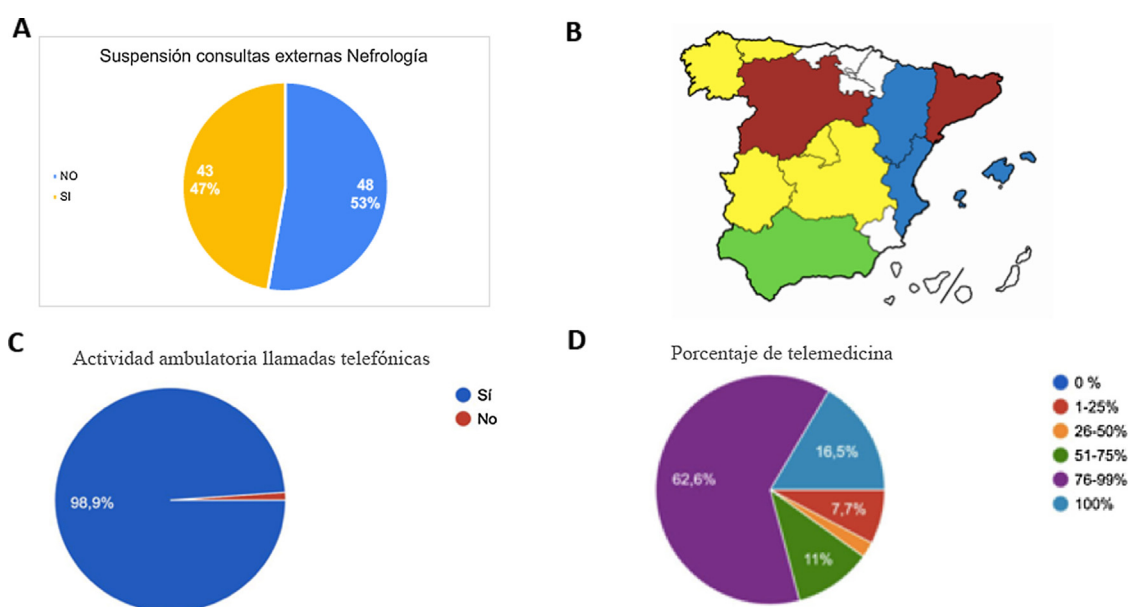 A
Suspensión consultas externas Nefrología
NO
SI
43
47%
48
53%
B
C
Actividad ambulatoria llamadas telefónicas
98,9%
Sí
No
D
Porcentaje de telemedicina
62,6%
16,5%
7,7%
11%
0 %
1-25%
26-50%
51-75%
76-99%
100%